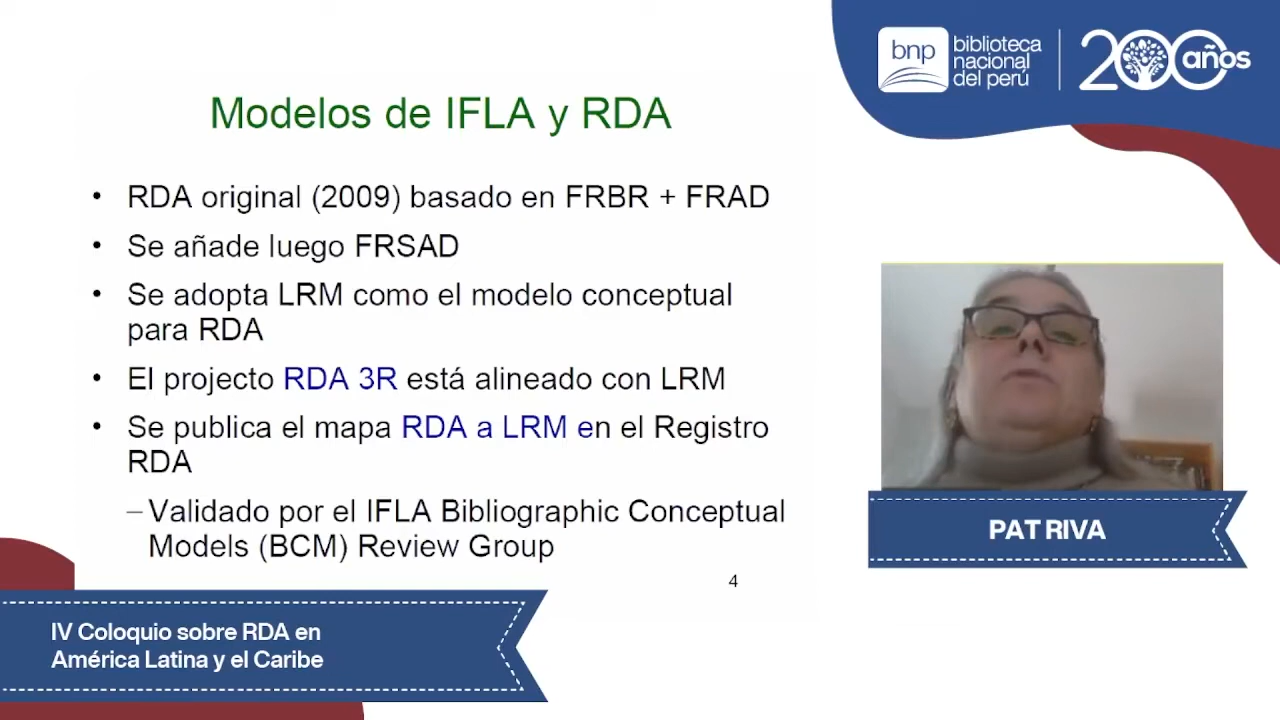 bnp
biblioteca
nacional
del perú
200 años
Modelos de IFLA y RDA
• RDA original (2009) basado en FRBR + FRAD
• Se añade luego FRSAD
• Se adopta LRM como el modelo conceptual
para RDA
• El projecto RDA 3R está alineado con LRM
• Se publica el mapa RDA a LRM en el Registro
RDA
– Validado por el IFLA Bibliographic Conceptual
Models (BCM) Review Group
4
PAT RIVA
IV Coloquio sobre RDA en
América Latina y el Caribe